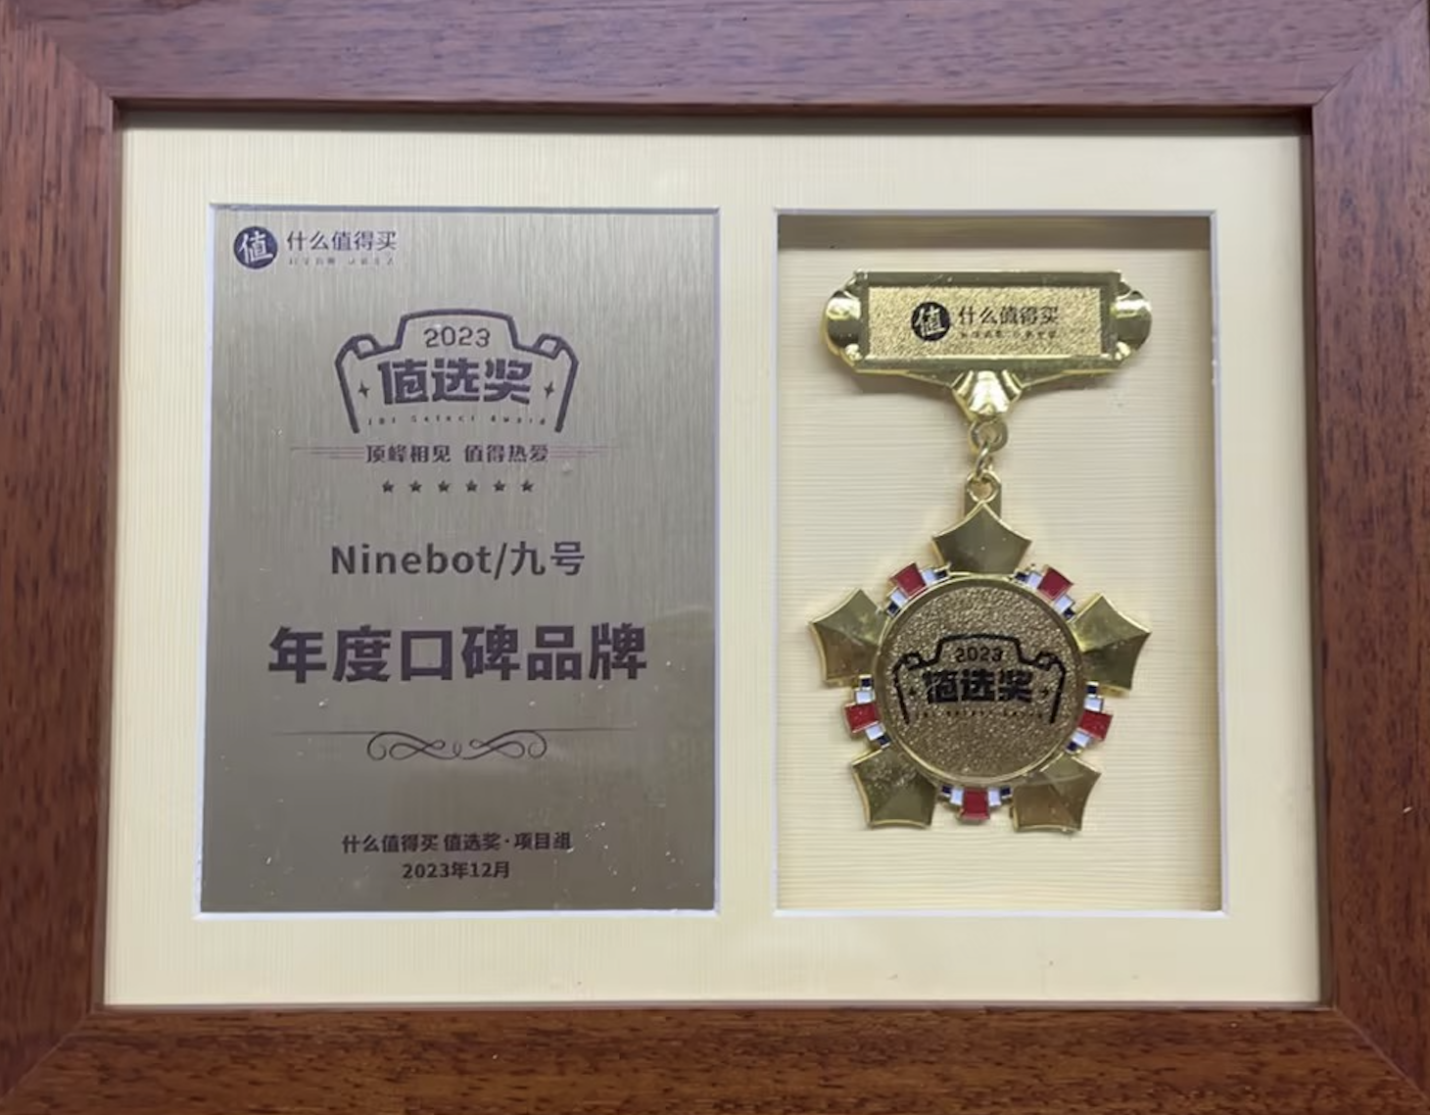 值 什么值得买
2023
值选奖
顶峰相见 值得热爱
Ninebot/九号
年度口碑品牌
什么值得买 值选奖·项目组
2023年12月
值 什么值得买
2023
值选奖